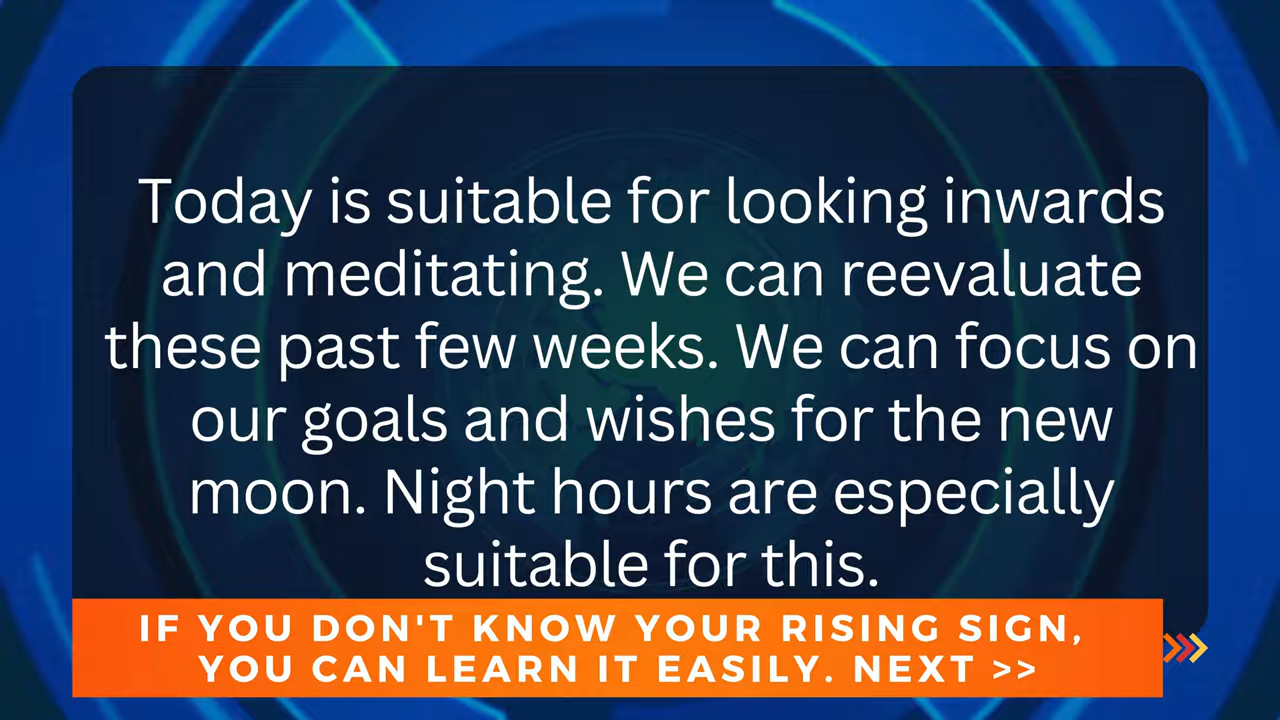 Today is suitable for looking inwards
and meditating. We can reevaluate
these past few weeks. We can focus on
our goals and wishes for the new
moon. Night hours are especially
suitable for this.
IF YOU DON'T KNOW YOUR RISING SIGN,
YOU CAN LEARN IT EASILY. NEXT >>